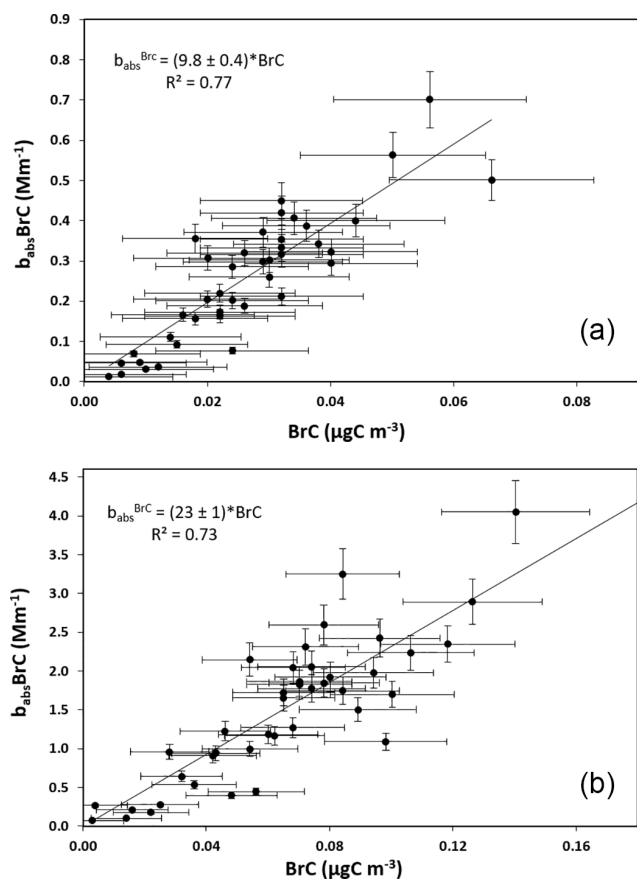 (a)
0.9
0.8
0.7
0.6
0.5
0.4
0.3
0.2
0.1
0.0
b_abs^Brc = (9.8 ± 0.4)*BrC
R² = 0.77
b_absBrC (Mm⁻¹)
0.00 0.02 0.04 0.06 0.08
BrC (µgC m⁻³)
(b)
4.5
4.0
3.5
3.0
2.5
2.0
1.5
1.0
0.5
0.0
b_abs^BrC = (23 ± 1)*BrC
R² = 0.73
b_absBrC (Mm⁻¹)
0.00 0.04 0.08 0.12 0.16
BrC (µgC m⁻³)